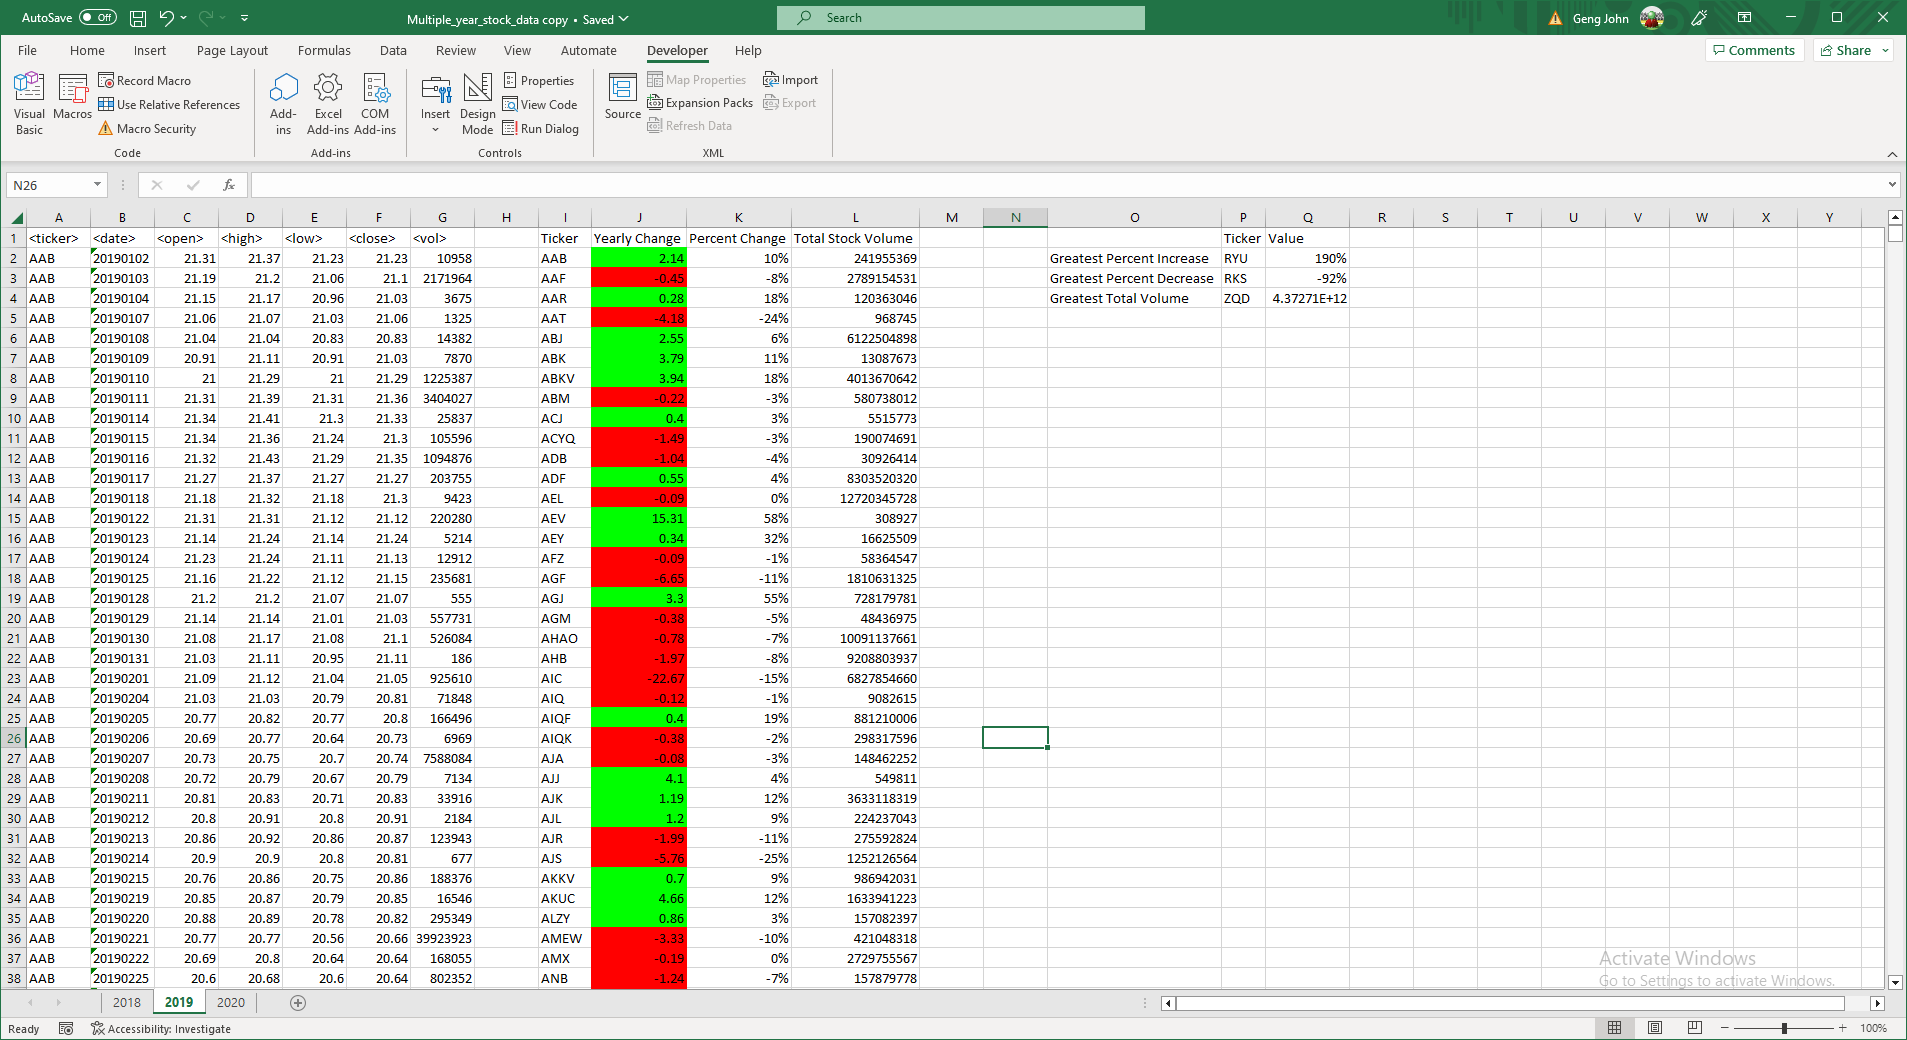 AutoSave Off Multiple_year_stock_data copy • Saved Search Geng John
File Home Insert Page Layout Formulas Data Review View Automate Developer Help Comments Share
Visual Basic Macros Record Macro Use Relative References Macro Security Code
Add-ins Excel Add-ins COM Add-ins Add-ins
Insert Design Mode Properties View Code Run Dialog Controls
Source Map Properties Expansion Packs Refresh Data Import Export XML
N26 fx
A B C D E F G H I J K L M N O P Q R S T U V W X Y
1 <ticker> <date> <open> <high> <low> <close> <vol> Ticker Yearly Change Percent Change Total Stock Volume Ticker Value
2 AAB 20190102 21.31 21.37 21.23 21.23 10958 AAB 2.14 10% 241955369 Greatest Percent Increase RYU 190%
3 AAB 20190103 21.19 21.2 21.06 21.1 2171964 AAF -0.45 -8% 2789154531 Greatest Percent Decrease RKS -92%
4 AAB 20190104 21.15 21.17 20.96 21.03 3675 AAR 0.28 18% 120363046 Greatest Total Volume ZQD 4.37271E+12
5 AAB 20190107 21.06 21.07 21.03 21.06 1325 AAT -4.18 -24% 968745
6 AAB 20190108 21.04 21.04 20.83 20.83 14382 ABJ 2.55 6% 6122504898
7 AAB 20190109 20.91 21.11 20.91 21.03 7870 ABK 3.79 11% 13087673
8 AAB 20190110 21 21.29 21 21.29 1225387 ABKV 3.94 18% 4013670642
9 AAB 20190111 21.31 21.39 21.31 21.36 3404027 ABM -0.22 -3% 580738012
10 AAB 20190114 21.34 21.41 21.3 21.33 25837 ACJ 0.4 3% 5515773
11 AAB 20190115 21.34 21.36 21.24 21.3 105596 ACYQ -1.49 -3% 190074691
12 AAB 20190116 21.32 21.43 21.29 21.35 1094876 ADB -1.04 -4% 30926414
13 AAB 20190117 21.27 21.37 21.27 21.27 203755 ADF 0.55 4% 8303520320
14 AAB 20190118 21.18 21.32 21.18 21.3 9423 AEL -0.09 0% 12720345728
15 AAB 20190122 21.31 21.31 21.12 21.12 220280 AEV 15.31 58% 308927
16 AAB 20190123 21.14 21.24 21.14 21.24 5214 AEY 0.34 32% 16625509
17 AAB 20190124 21.23 21.24 21.11 21.13 12912 AFZ -0.09 -1% 58364547
18 AAB 20190125 21.16 21.22 21.12 21.15 235681 AGF -6.65 -11% 1810631325
19 AAB 20190128 21.2 21.2 21.07 21.07 555 AGJ 3.3 55% 728179781
20 AAB 20190129 21.14 21.14 21.01 21.03 557731 AGM -0.38 -5% 48436975
21 AAB 20190130 21.08 21.17 21.08 21.1 526084 AHAO -0.78 -7% 10091137661
22 AAB 20190131 21.03 21.11 20.95 21.11 186 AHB -1.97 -8% 9208803937
23 AAB 20190201 21.09 21.12 21.04 21.05 925610 AIC -22.67 -15% 6827854660
24 AAB 20190204 21.03 21.03 20.79 20.81 71848 AIQ -0.12 -1% 9082615
25 AAB 20190205 20.77 20.82 20.77 20.8 166496 AIQF 0.4 19% 881210006
26 AAB 20190206 20.69 20.77 20.64 20.73 6969 AIQK -0.38 -2% 298317596
27 AAB 20190207 20.73 20.75 20.7 20.74 7588084 AJA -0.08 -3% 148462252
28 AAB 20190208 20.72 20.79 20.67 20.79 7134 AJJ 4.1 4% 549811
29 AAB 20190211 20.81 20.83 20.71 20.83 33916 AJK 1.19 12% 3633118319
30 AAB 20190212 20.8 20.91 20.8 20.91 2184 AJL 1.2 9% 224237043
31 AAB 20190213 20.86 20.92 20.86 20.87 123943 AJR -1.99 -11% 275592824
32 AAB 20190214 20.9 20.9 20.8 20.81 677 AJS -5.76 -25% 1252126564
33 AAB 20190215 20.76 20.86 20.75 20.86 188376 AKKV 0.7 9% 986942031
34 AAB 20190219 20.85 20.87 20.79 20.85 16546 AKUC 4.66 12% 1633941223
35 AAB 20190220 20.88 20.89 20.78 20.82 295349 ALZY 0.86 3% 157082397
36 AAB 20190221 20.77 20.77 20.56 20.66 39923923 AMEW -3.33 -10% 421048318
37 AAB 20190222 20.69 20.8 20.64 20.64 168055 AMX -0.19 0% 2729755567
38 AAB 20190225 20.6 20.68 20.6 20.64 802352 ANB -1.24 -7% 157879778
Activate Windows
Go to Settings to activate Windows.
2018 2019 2020
Ready Accessibility: Investigate 100%